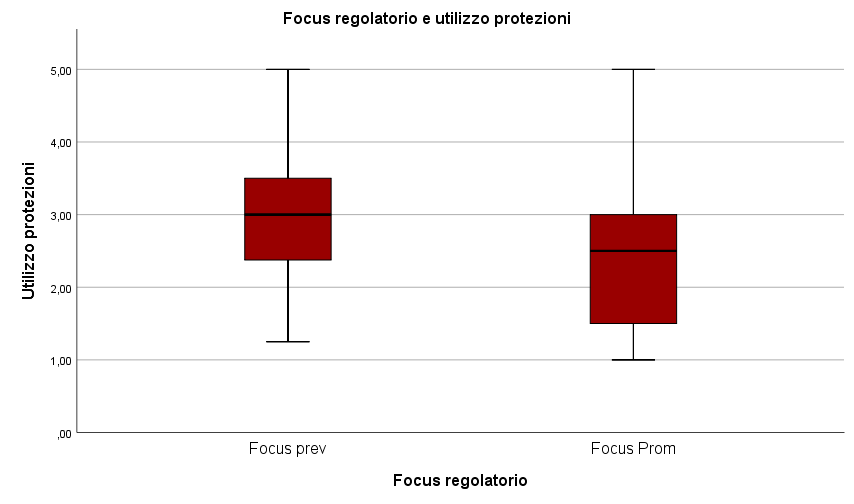 Focus regolatorio e utilizzo protezioni
5,00
4,00
3,00
2,00
1,00
,00
Utilizzo protezioni
Focus prev
Focus Prom
Focus regolatorio